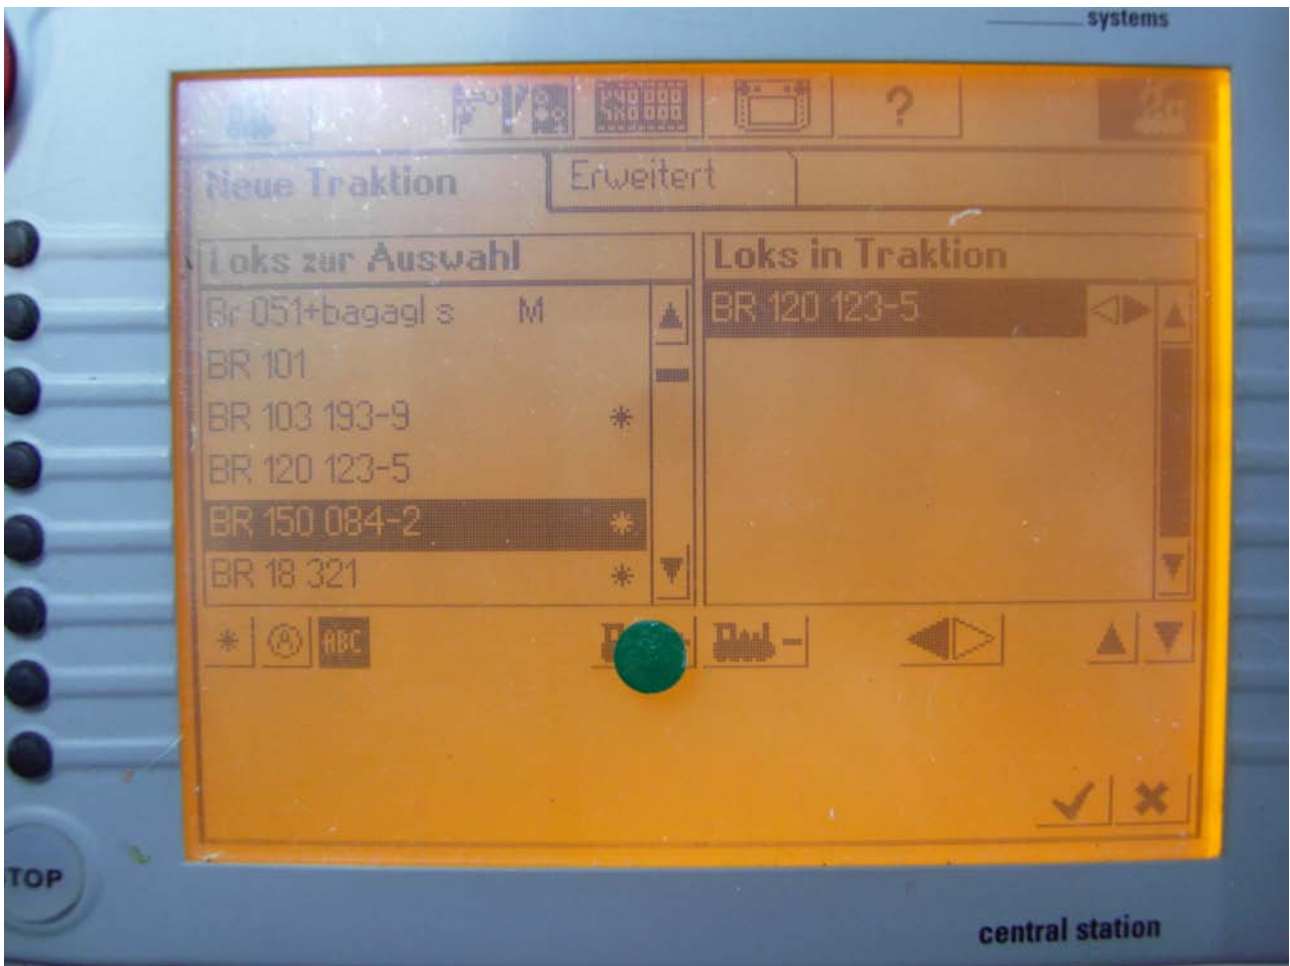 systems
?
Neue Traktion
Erweitert
Loks zur Auswahl
Loks in Traktion
Br 051+bagagl s M
BR 120 123-5
BR 101
BR 103 193-9 *
BR 120 123-5
BR 150 084-2 *
BR 18 321 *
* A ABC
-
TOP
central station